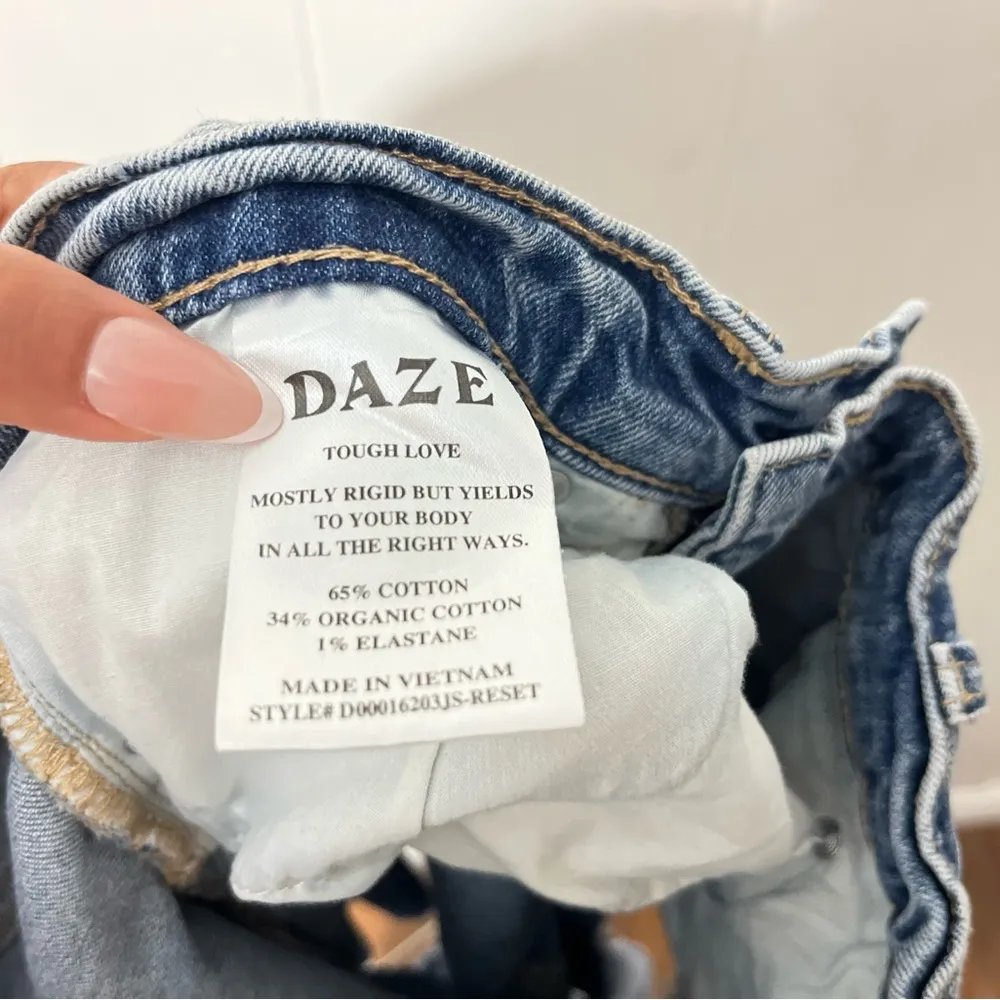 DAZE
TOUGH LOVE
MOSTLY RIGID BUT YIELDS
TO YOUR BODY
IN ALL THE RIGHT WAYS.
65% COTTON
34% ORGANIC COTTON
1% ELASTANE
MADE IN VIETNAM
STYLE# D00016203JS-RESET